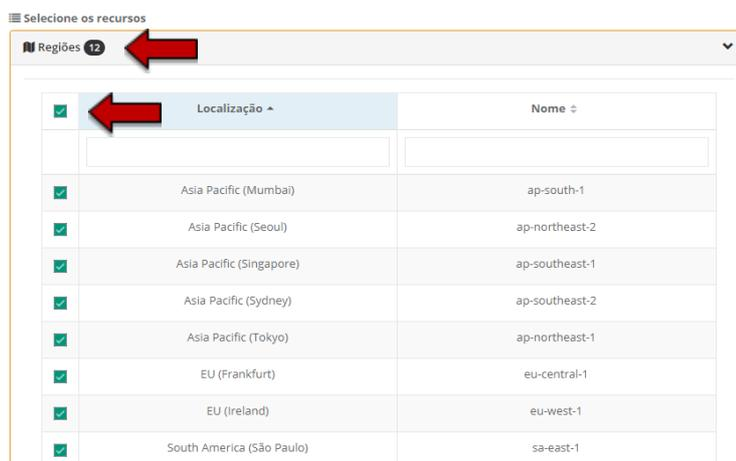 Selecione os recursos
Regiões 12
Localização Nome
Asia Pacific (Mumbai) ap-south-1
Asia Pacific (Seoul) ap-northeast-2
Asia Pacific (Singapore) ap-southeast-1
Asia Pacific (Sydney) ap-southeast-2
Asia Pacific (Tokyo) ap-northeast-1
EU (Frankfurt) eu-central-1
EU (Ireland) eu-west-1
South America (São Paulo) sa-east-1